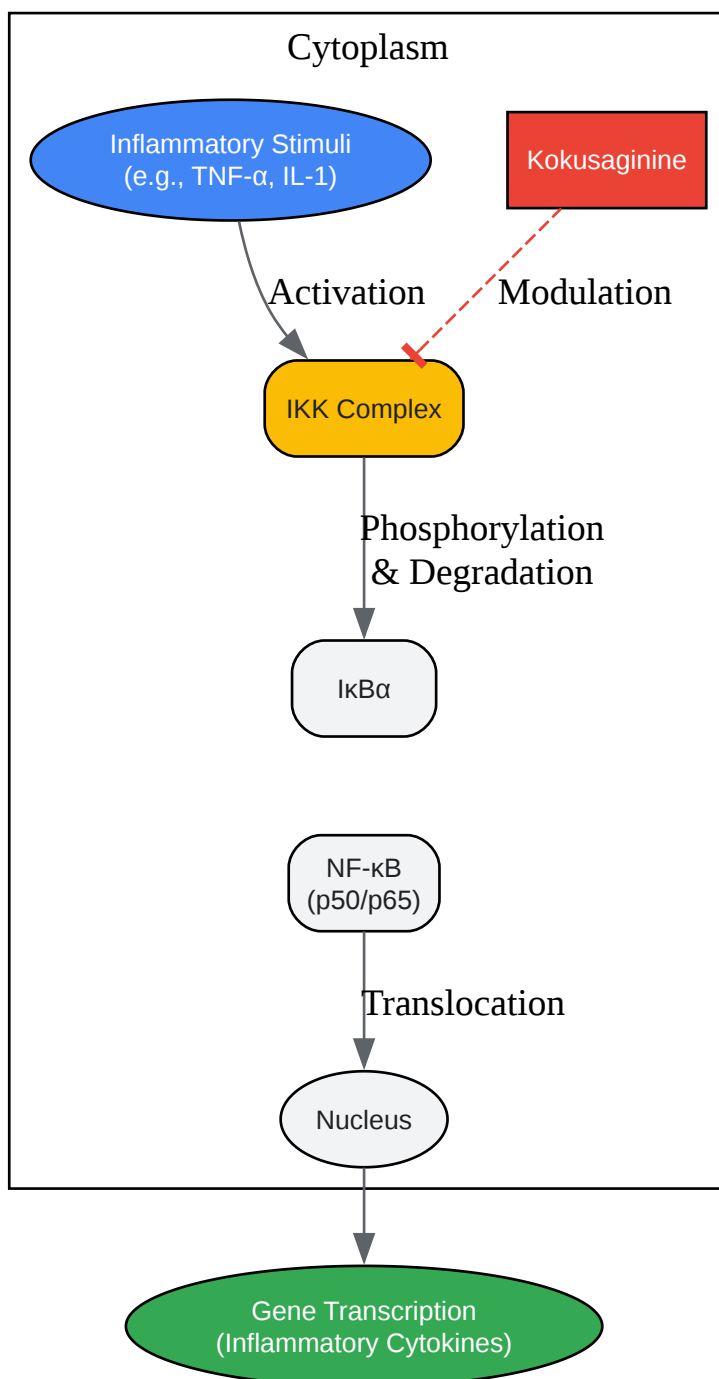 Cytoplasm
Inflammatory Stimuli
(e.g., TNF-α, IL-1)
Kokusaginine
Activation
Modulation
IKK Complex
Phosphorylation
& Degradation
IκBα
NF-κB
(p50/p65)
Translocation
Nucleus
Gene Transcription
(Inflammatory Cytokines)